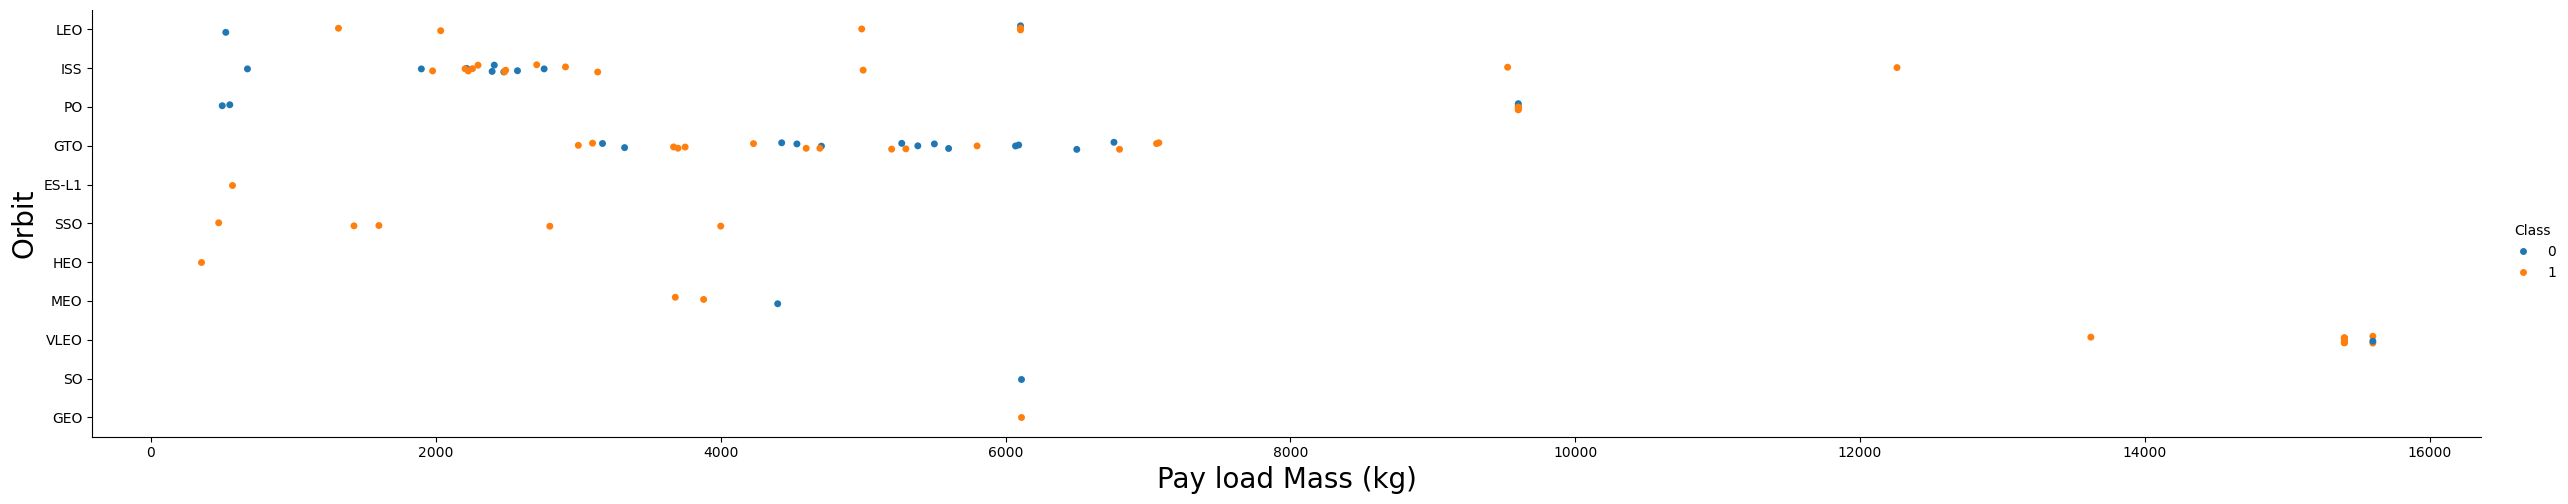 LEO
ISS
PO
GTO
ES-L1
SSO
HEO
MEO
VLEO
SO
GEO
Orbit
0 2000 4000 6000 8000 10000 12000 14000 16000
Pay load Mass (kg)
Class
0
1